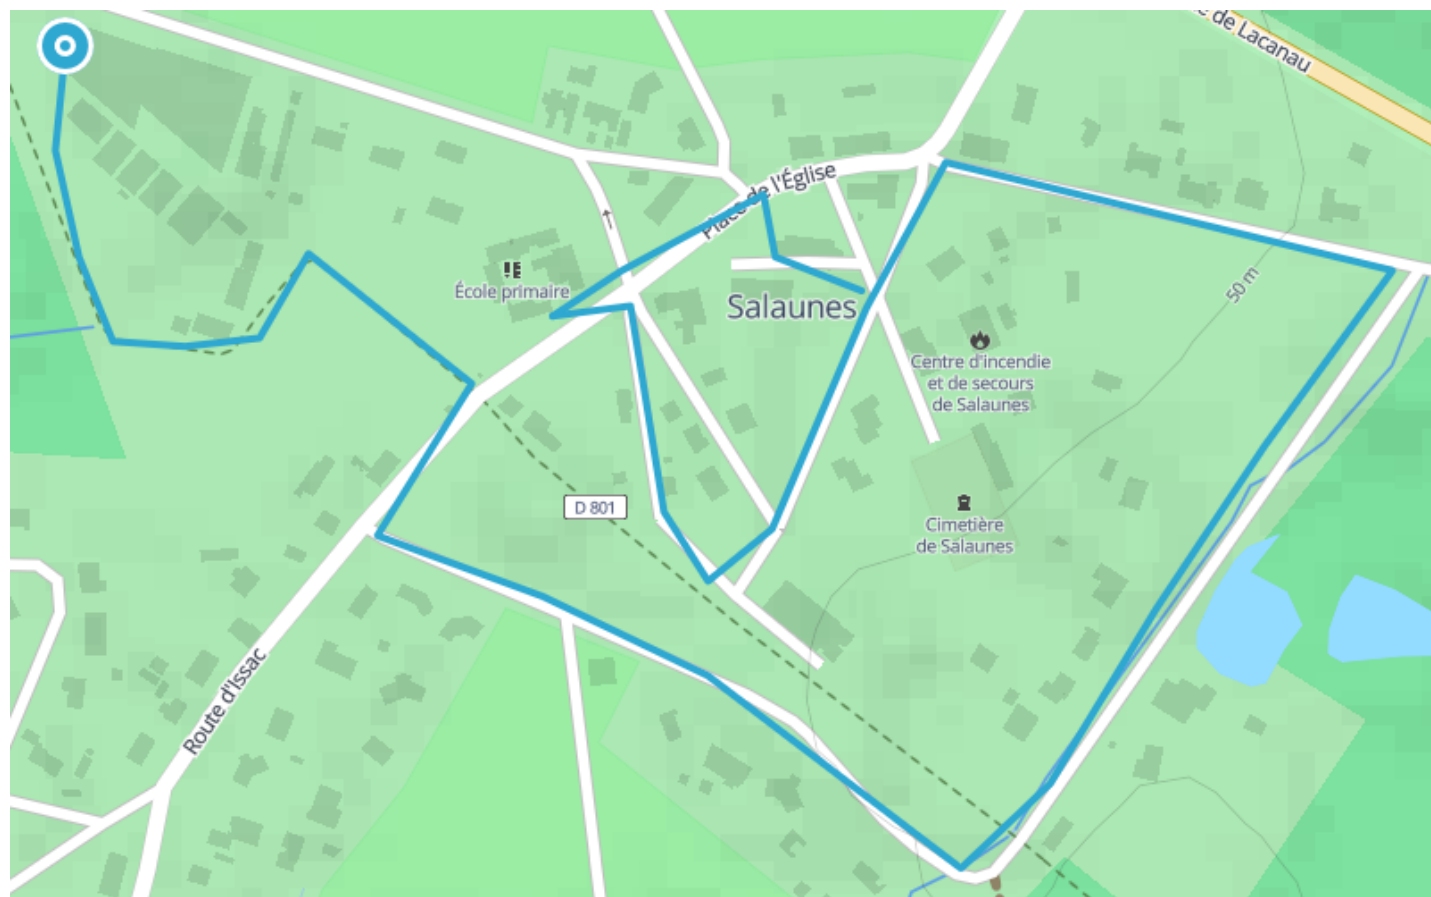 e de Lacanau
Place de l'Église
École primaire
50 m
Salaunes
Centre d'incendie
et de secours
de Salaunes
D 801
Cimetière
de Salaunes
Route d'Issac